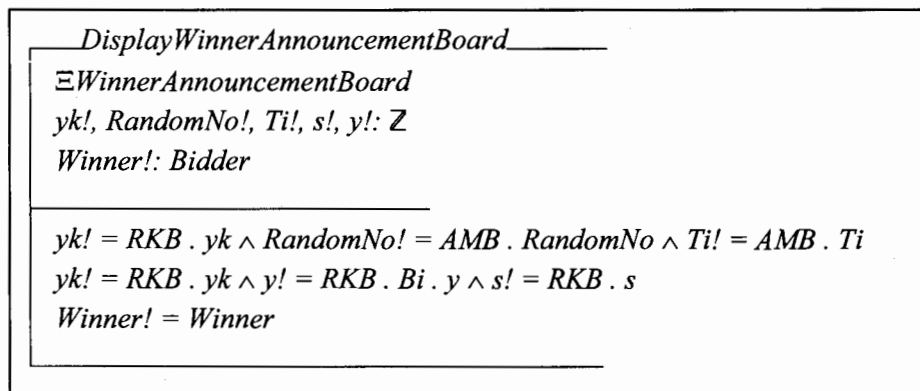 DisplayWinnerAnnouncementBoard
ΞWinnerAnnouncementBoard
yk!, RandomNo!, Ti!, s!, y!: ℤ
Winner!: Bidder
yk! = RKB . yk ∧ RandomNo! = AMB . RandomNo ∧ Ti! = AMB . Ti
yk! = RKB . yk ∧ y! = RKB . Bi . y ∧ s! = RKB . s
Winner! = Winner